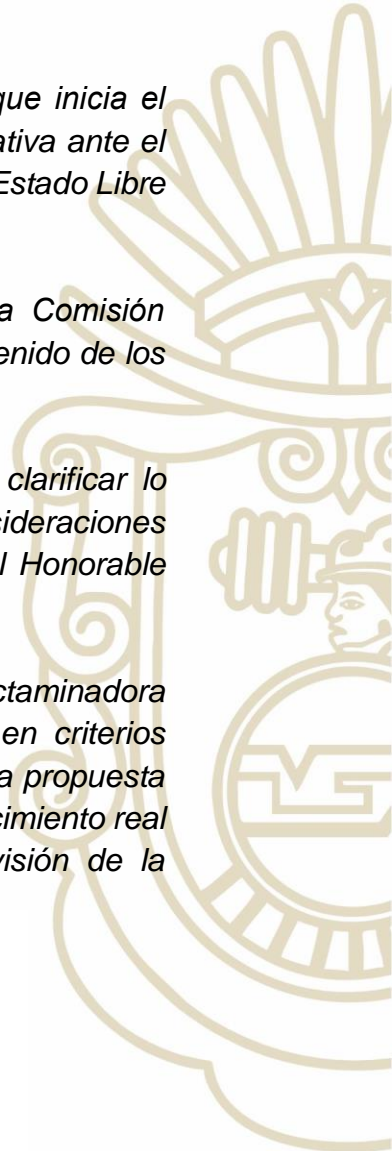 que inicia el
ativa ante el
Estado Libre
a Comisión
tenido de los
clarificar lo
sideraciones
l Honorable
ctaminadora
en criterios
a propuesta
cimiento real
visión de la